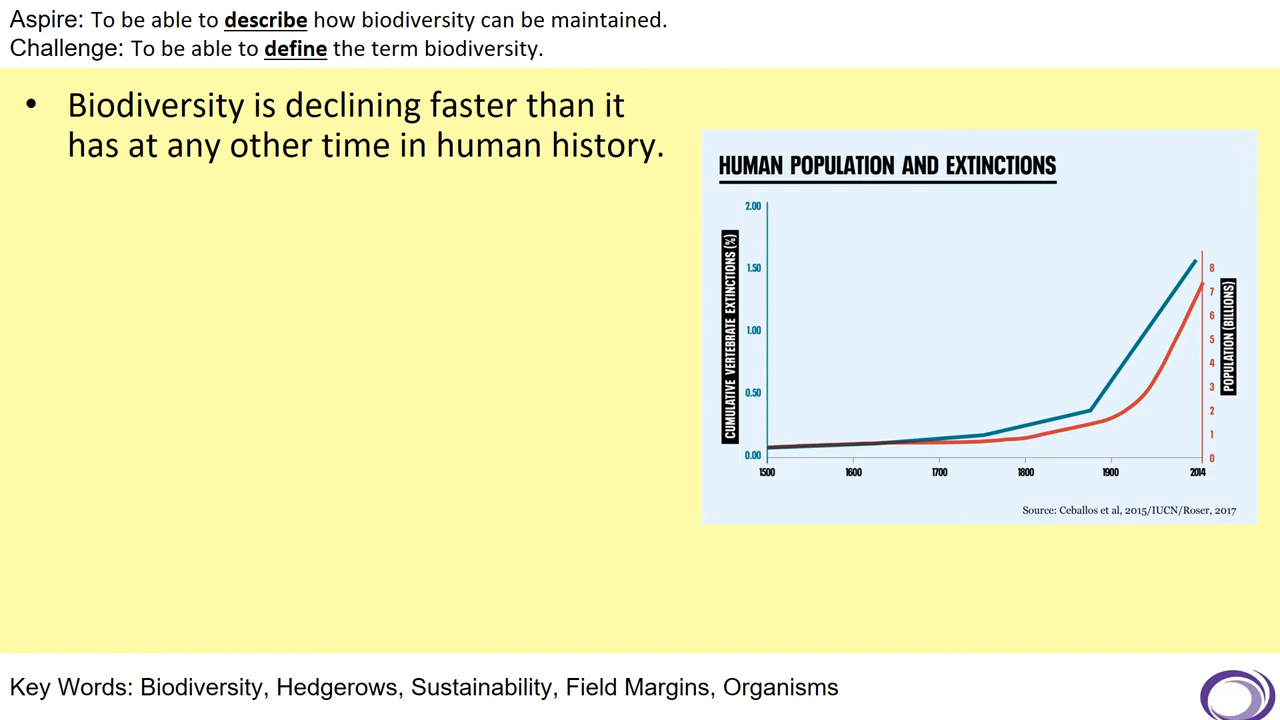 Aspire: To be able to describe how biodiversity can be maintained.
Challenge: To be able to define the term biodiversity.
• Biodiversity is declining faster than it
has at any other time in human history.
HUMAN POPULATION AND EXTINCTIONS
CUMULATIVE VERTEBRATE EXTINCTIONS (%)
2.00
1.50
1.00
0.50
0.00
8
7
6
5
4
3
2
1
0
POPULATION (BILLIONS)
1500 1600 1700 1800 1900 2014
Source: Ceballos et al, 2015/IUCN/Roser, 2017
Key Words: Biodiversity, Hedgerows, Sustainability, Field Margins, Organisms